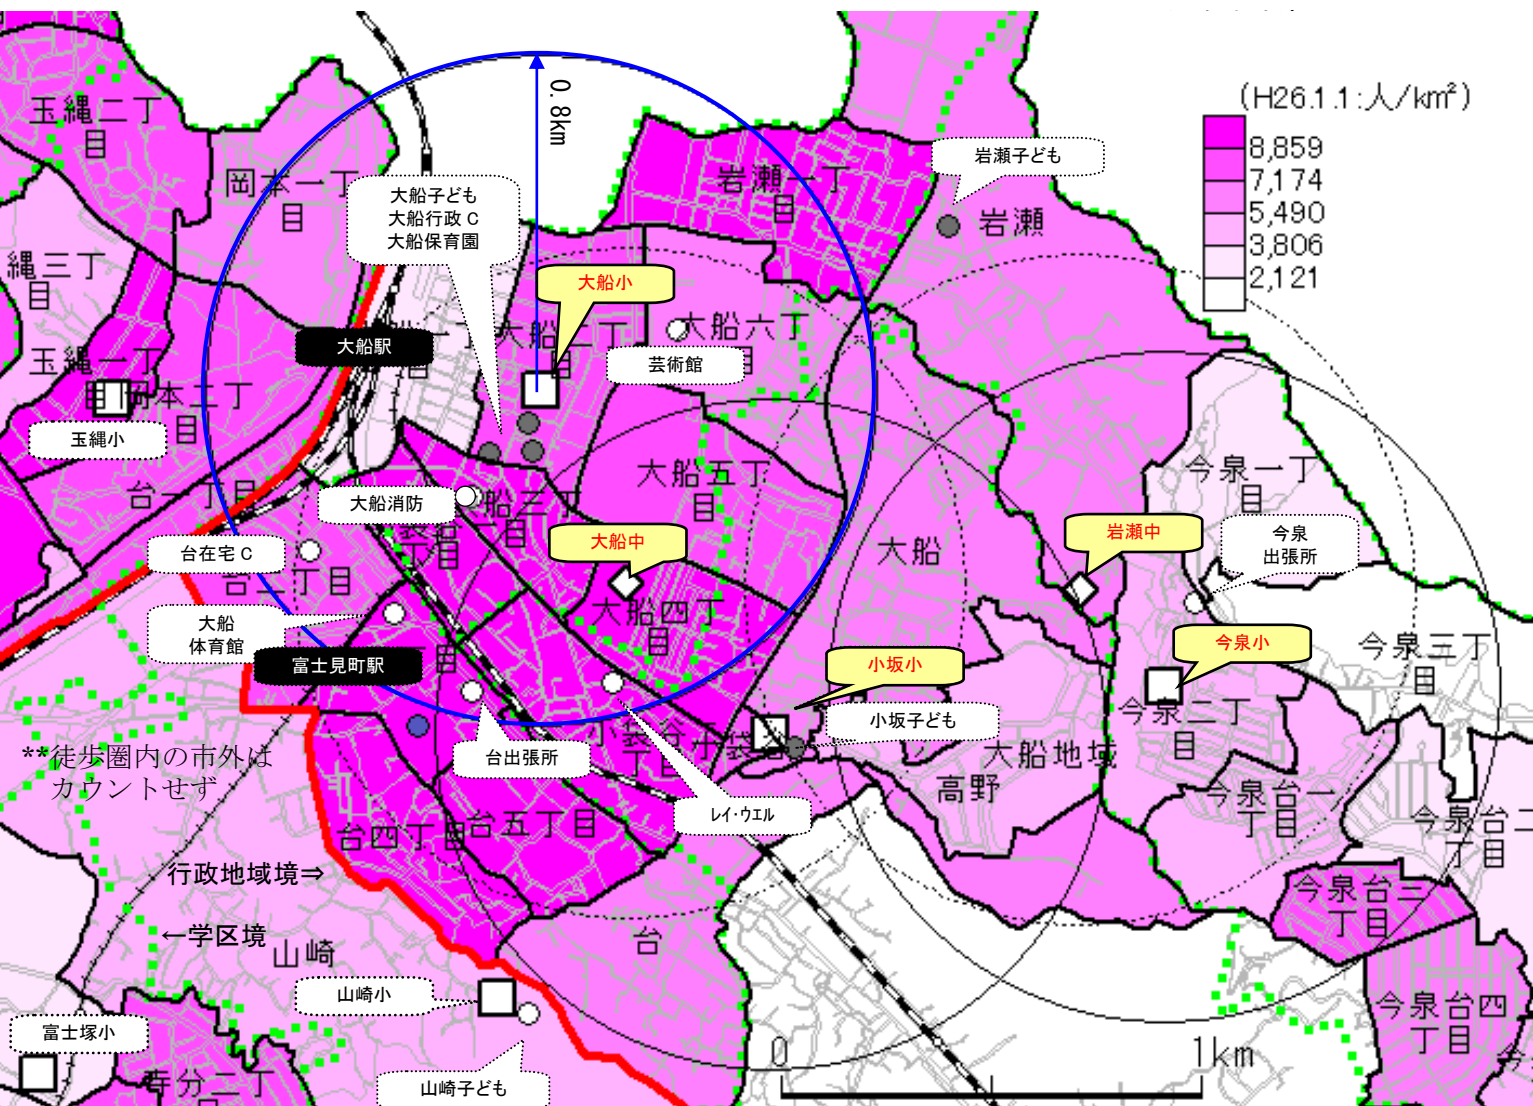 (H26.1.1:人/km²)
8,859
7,174
5,490
3,806
2,121
0.8km
玉縄二丁
目
岡本一丁
目
大船子ども
大船行政C
大船保育園
岩瀬一丁
目
岩瀬子ども
岩瀬
縄三丁
目
大船小
大船二丁
目
大船六丁
目
芸術館
大船駅
玉縄一丁
目
岡本二丁
目
玉縄小
台一丁目
大船消防
大船三丁
目
大船五丁
目
大船中
大船
岩瀬中
今泉一丁
目
今泉
出張所
台在宅C
台二丁目
大船
体育館
富士見町駅
大船四丁
目
小坂小
小坂子ども
今泉小
今泉三丁
目
今泉二丁
目
**徒歩圏内の市外は
カウントせず
台出張所
レイ・ウエル
大船地域
高野
今泉台一
丁目
今泉台二
丁目
台四丁目
台五丁目
行政地域境⇒
←学区境
山崎
台
今泉台三
丁目
山崎小
今泉台四
丁目
富士塚小
寺分二丁
目
山崎子ども
0
1km